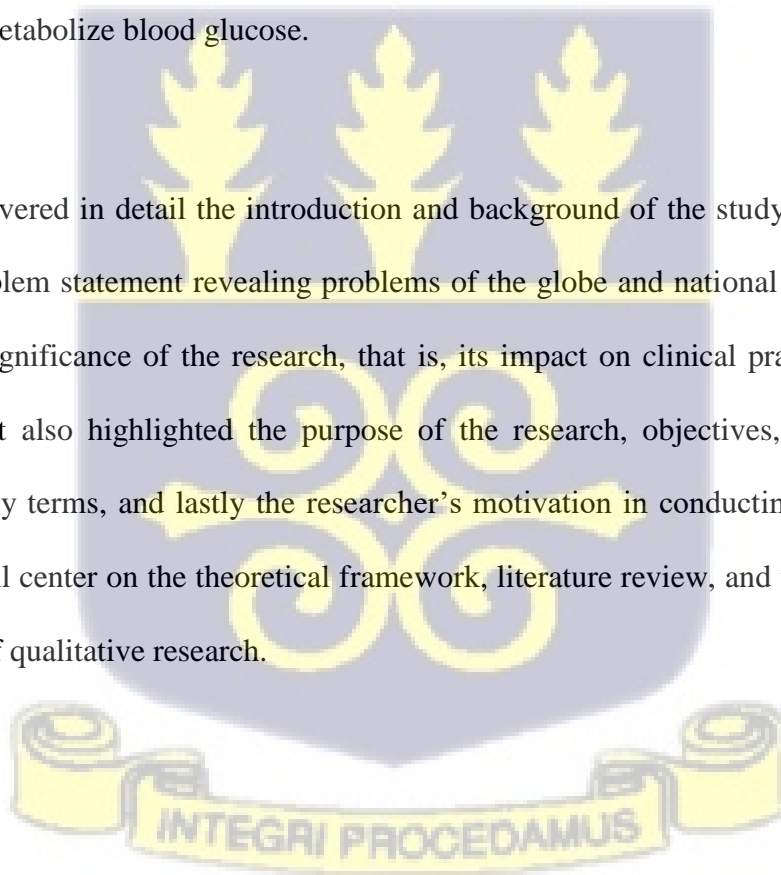 etabolize blood glucose.
vered in detail the introduction and background of the study
blem statement revealing problems of the globe and national
gnificance of the research, that is, its impact on clinical pra
t also highlighted the purpose of the research, objectives,
y terms, and lastly the researcher’s motivation in conductin
ll center on the theoretical framework, literature review, and
f qualitative research.
INTEGRI PROCEDAMUS